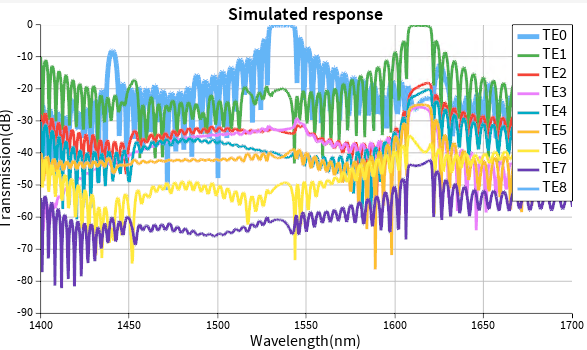 Simulated response
Transmission(dB)
0
-10
-20
-30
-40
-50
-60
-70
-80
-90
1400
1450
1500
1550
1600
1650
1700
Wavelength(nm)
TE0
TE1
TE2
TE3
TE4
TE5
TE6
TE7
TE8